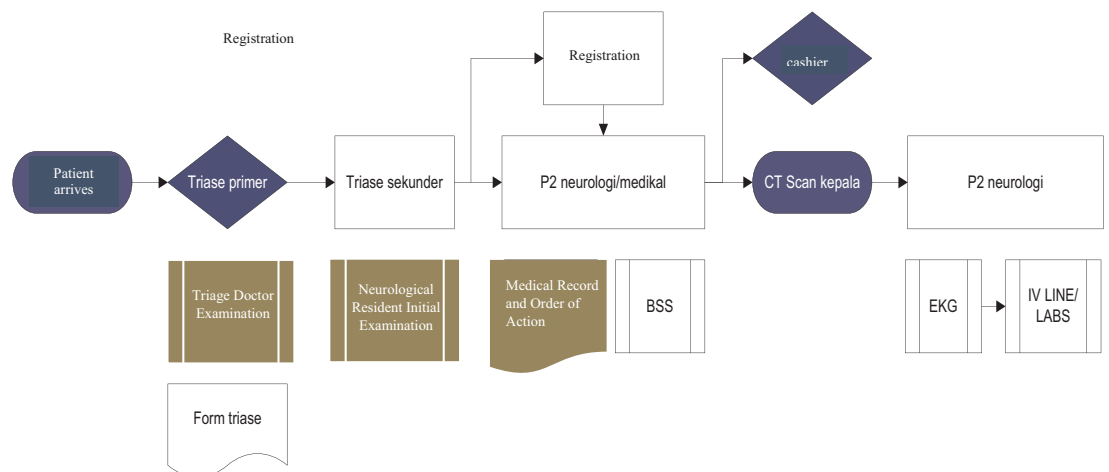 Registration
Registration
cashier
Patient
arrives
Triase primer
Triase sekunder
P2 neurologi/medikal
CT Scan kepala
P2 neurologi
Triage Doctor
Examination
Neurological
Resident Initial
Examination
Medical Record
and Order of
Action
BSS
EKG
IV LINE/
LABS
Form triase